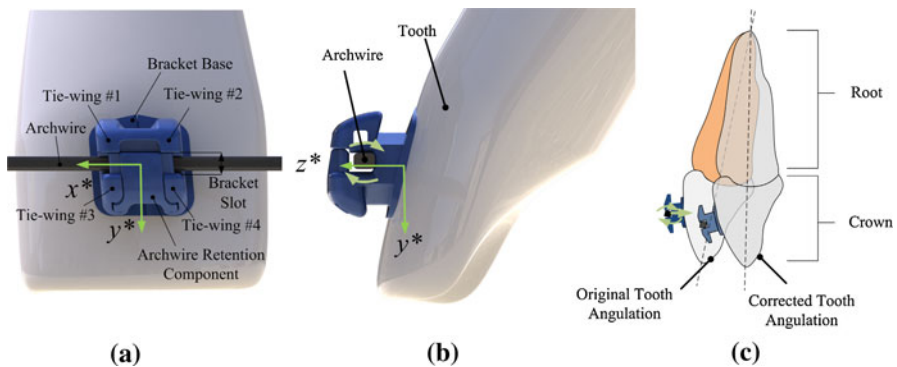 Bracket Base
Tie-wing #1
Tie-wing #2
Archwire
x*
Bracket
Slot
Tie-wing #3
y*
Tie-wing #4
Archwire Retention
Component
(a)
Tooth
Archwire
z*
y*
(b)
Root
Crown
Original Tooth
Angulation
Corrected Tooth
Angulation
(c)